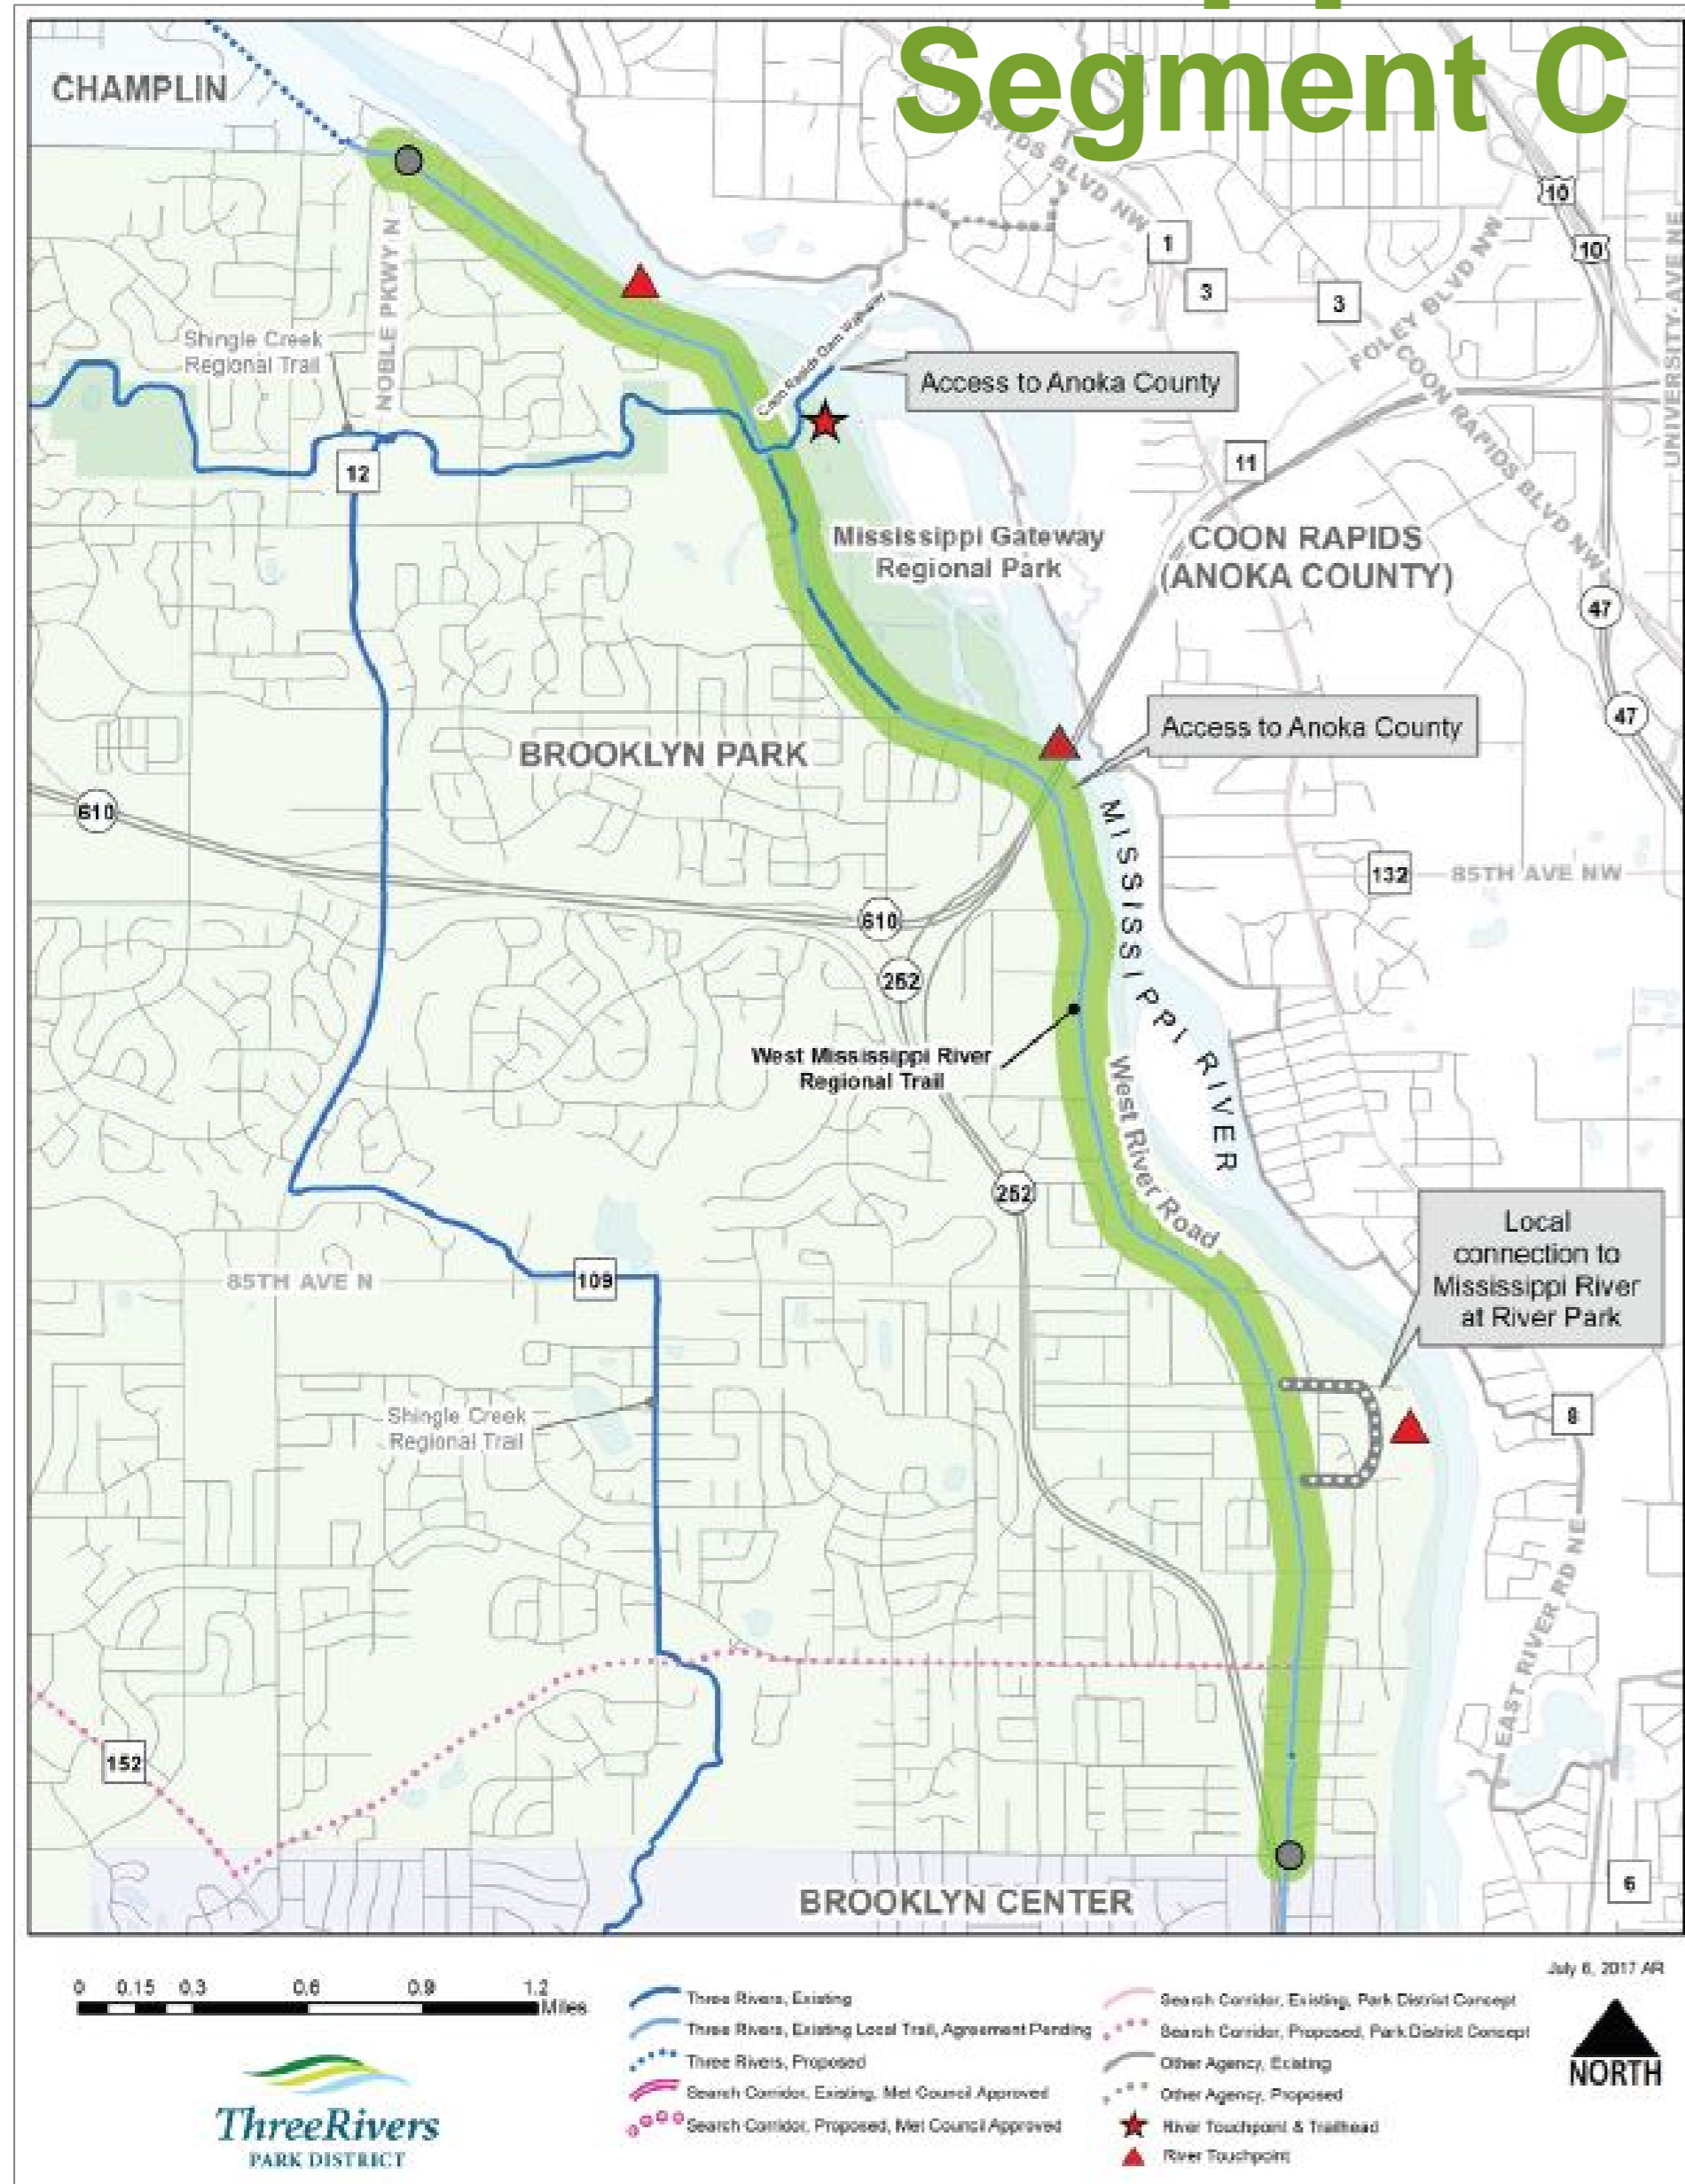 Segment C
CHAMPLIN
RAPIDS BLVD NW
10
1
10
3
3
NOBLE PKWY N
FOLEY BLVD NW
UNIVERSITY AVE NE
Shingle Creek
Regional Trail
Coon Rapids Dam Walkway
Access to Anoka County
COON RAPIDS BLVD NW
12
11
Mississippi Gateway
Regional Park
COON RAPIDS
(ANOKA COUNTY)
47
47
Access to Anoka County
BROOKLYN PARK
610
MISSISSIPPI RIVER
132
85TH AVE NW
610
252
West Mississippi River
Regional Trail
West River Road
252
Local
connection to
Mississippi River
at River Park
85TH AVE N
109
Shingle Creek
Regional Trail
8
EAST RIVER RD NE
152
6
BROOKLYN CENTER
July 6, 2017 AR
0 0.15 0.3 0.6 0.9 1.2
Miles
Three Rivers, Existing
Three Rivers, Existing Local Trail, Agreement Pending
Three Rivers, Proposed
Search Corridor, Existing, Met Council Approved
Search Corridor, Proposed, Met Council Approved
Search Corridor, Existing, Park District Concept
Search Corridor, Proposed, Park District Concept
Other Agency, Existing
Other Agency, Proposed
River Touchpoint & Trailhead
River Touchpoint
NORTH
ThreeRivers
PARK DISTRICT